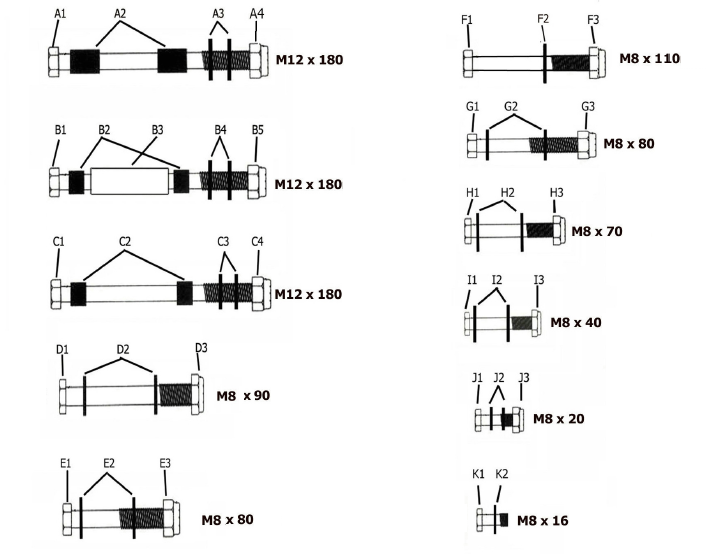 A1 A2 A3 A4
M12 x 180
B1 B2 B3 B4 B5
M12 x 180
C1 C2 C3 C4
M12 x 180
D1 D2 D3
M8 x 90
E1 E2 E3
M8 x 80
F1 F2 F3
M8 x 110
G1 G2 G3
M8 x 80
H1 H2 H3
M8 x 70
I1 I2 I3
M8 x 40
J1 J2 J3
M8 x 20
K1 K2
M8 x 16